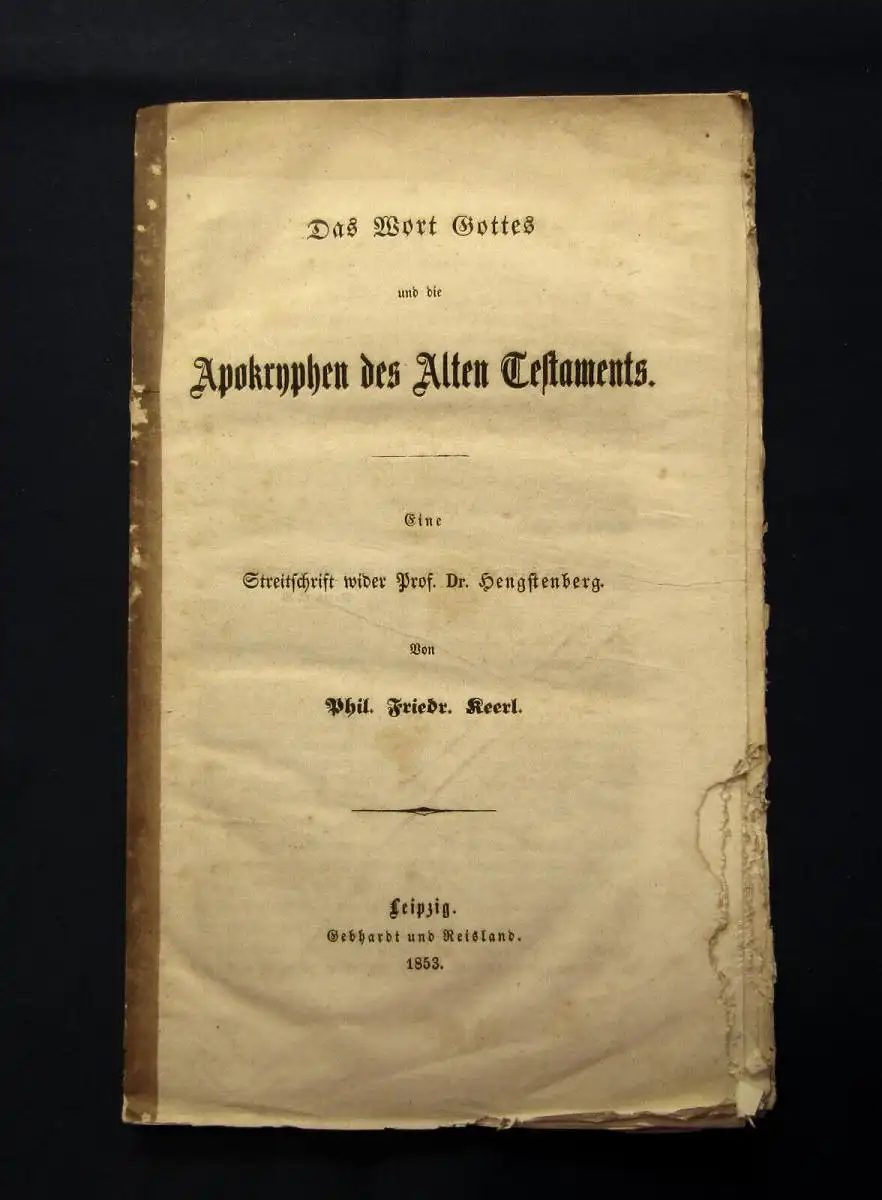 Das Wort Gottes
und die
Apokryphen des Alten Testaments.
Eine
Streitschrift wider Prof. Dr. Hengstenberg.
Von
Phil. Friedr. Keerl.
Leipzig.
Gebhardt und Reisland.
1853.